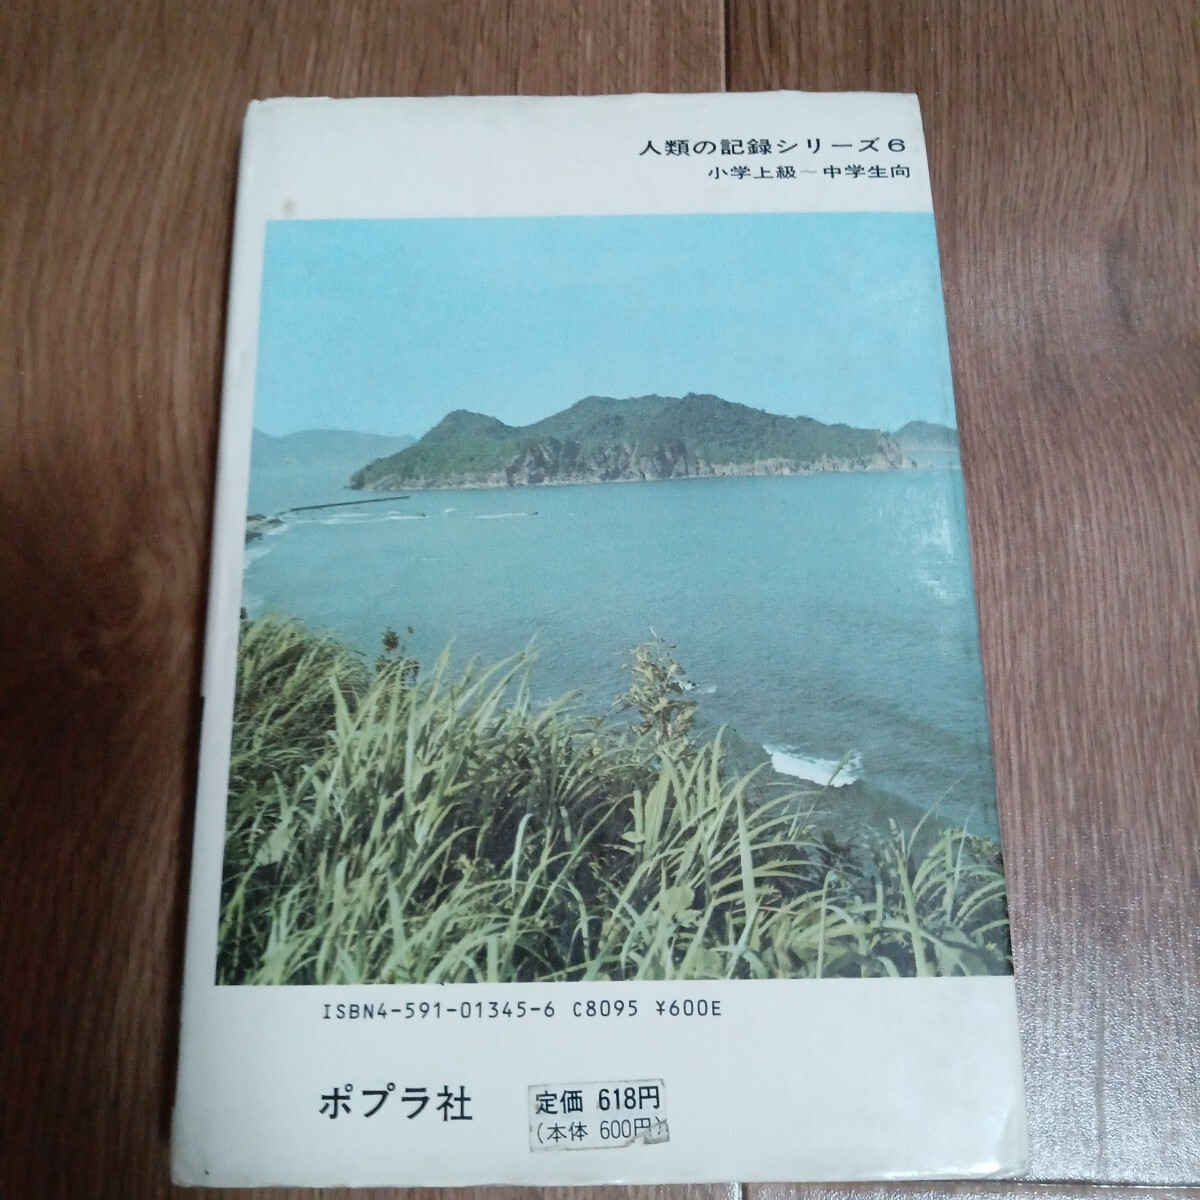 人類の記録シリーズ6
小学上級〜中学生向
ISBN4-591-01345-6 C8095 ¥600E
ポプラ社
定価 618円
(本体 600円)